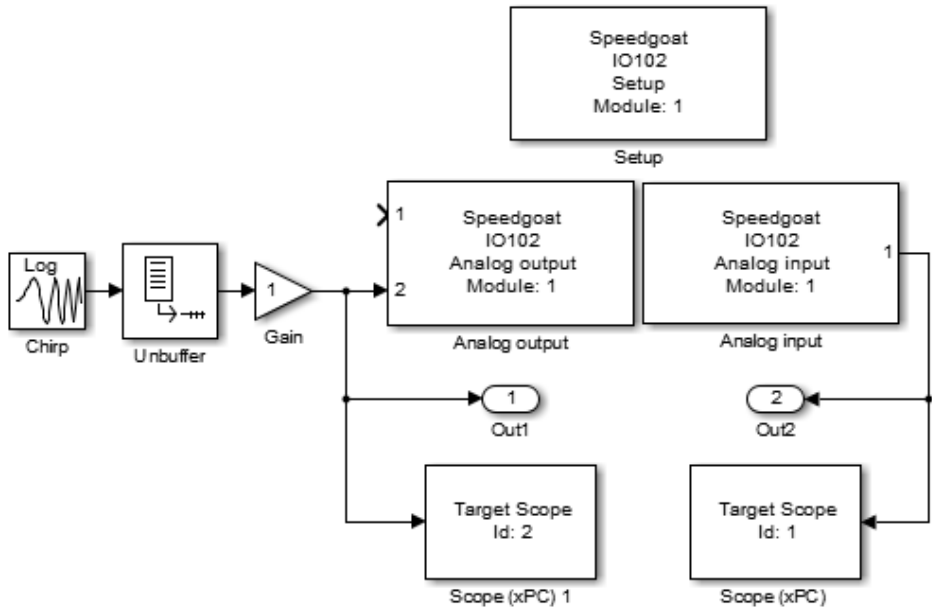 Speedgoat
IO102
Setup
Module: 1
Setup
1
2
Speedgoat
IO102
Analog output
Module: 1
Analog output
Speedgoat
IO102
Analog input
Module: 1
1
Analog input
Log
Chirp
Unbuffer
1
Gain
1
Out1
2
Out2
Target Scope
Id: 2
Scope (xPC) 1
Target Scope
Id: 1
Scope (xPC)